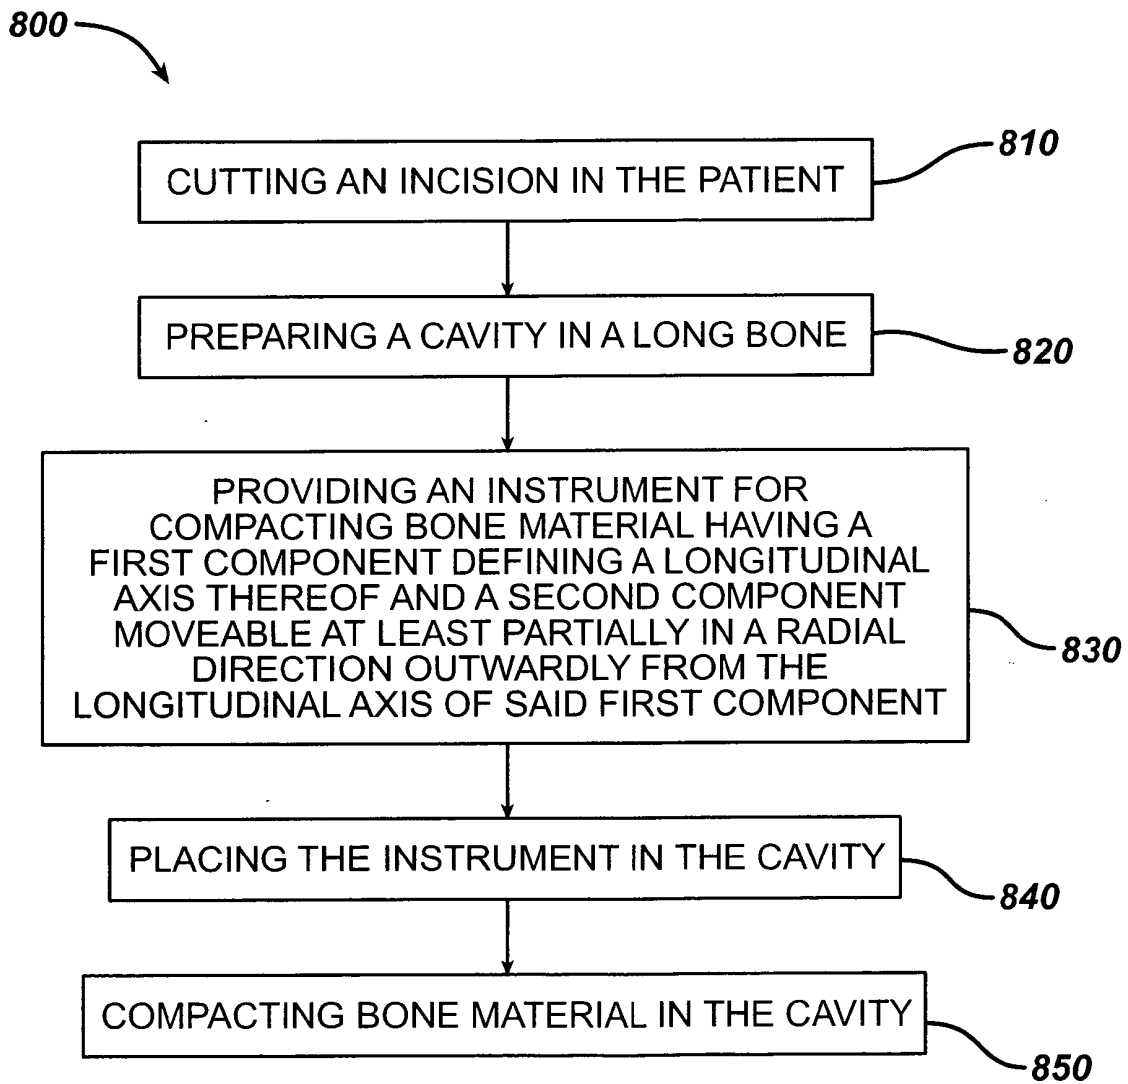 800
CUTTING AN INCISION IN THE PATIENT
810
PREPARING A CAVITY IN A LONG BONE
820
PROVIDING AN INSTRUMENT FOR
COMPACTING BONE MATERIAL HAVING A
FIRST COMPONENT DEFINING A LONGITUDINAL
AXIS THEREOF AND A SECOND COMPONENT
MOVEABLE AT LEAST PARTIALLY IN A RADIAL
DIRECTION OUTWARDLY FROM THE
LONGITUDINAL AXIS OF SAID FIRST COMPONENT
830
PLACING THE INSTRUMENT IN THE CAVITY
840
COMPACTING BONE MATERIAL IN THE CAVITY
850